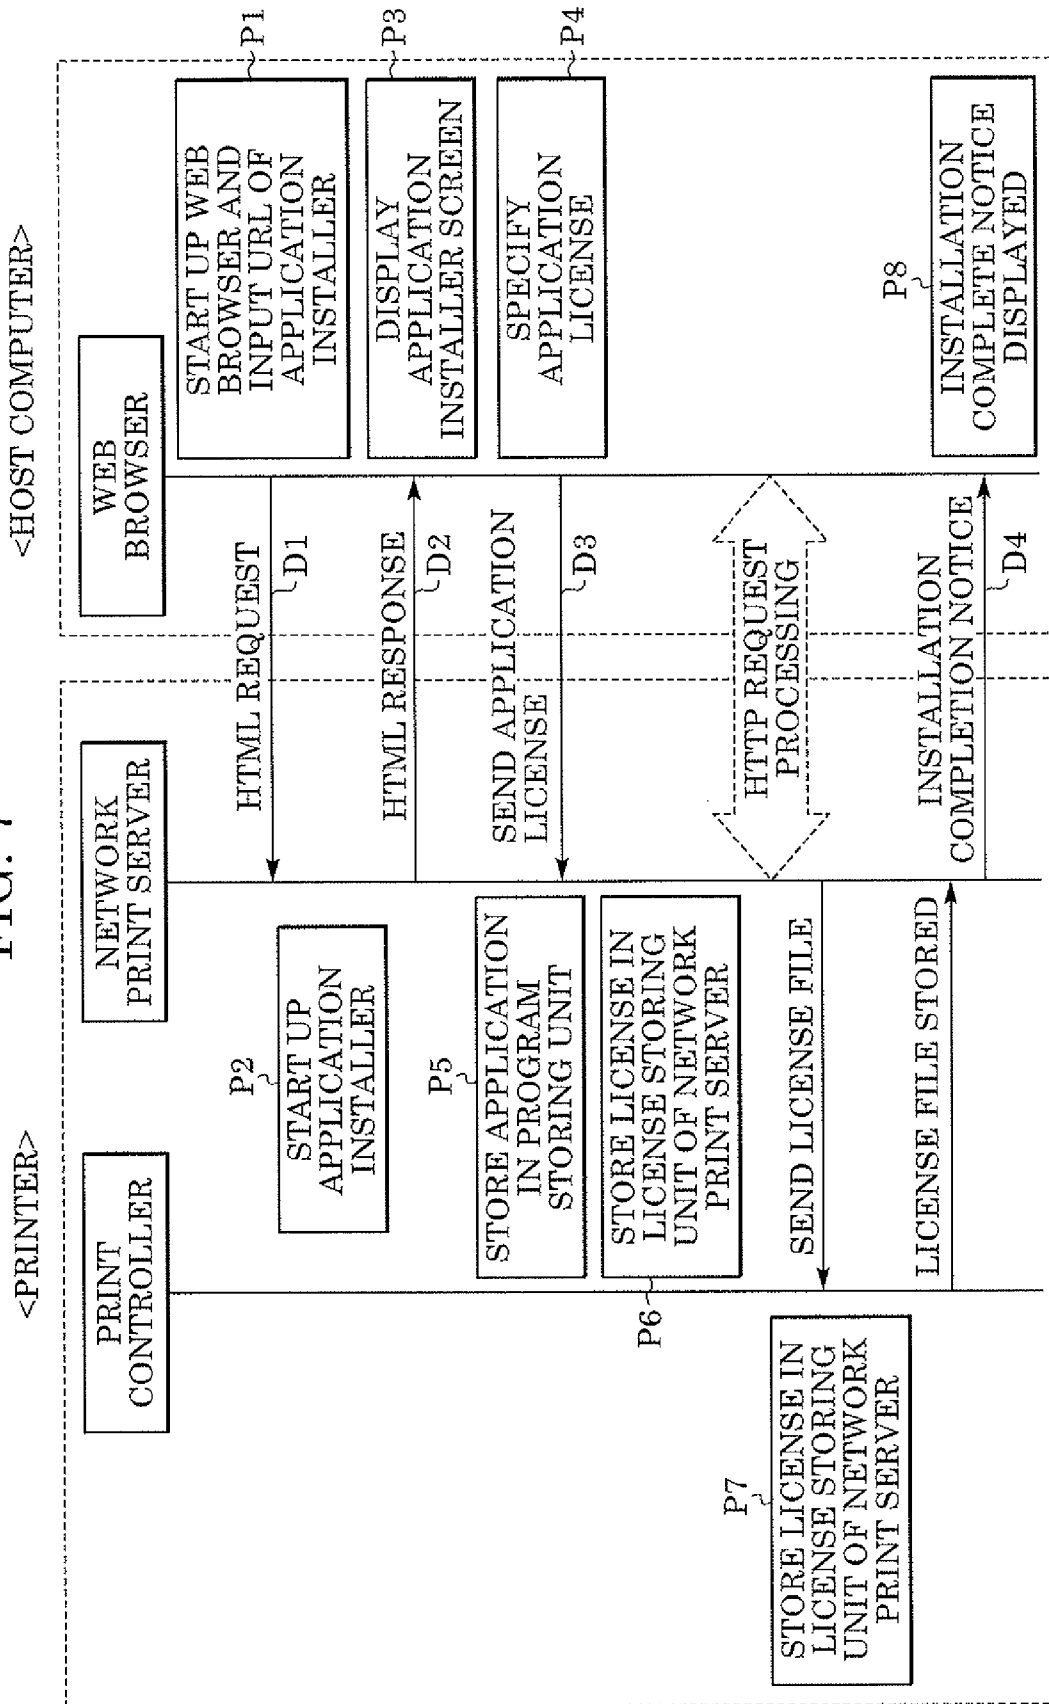 FIG. 7
<PRINTER>
<HOST COMPUTER>
PRINT
CONTROLLER
NETWORK
PRINT SERVER
WEB
BROWSER
P1
START UP WEB
BROWSER AND
INPUT URL OF
APPLICATION
INSTALLER
HTML REQUEST
D1
P2
START UP
APPLICATION
INSTALLER
HTML RESPONSE
D2
P3
DISPLAY
APPLICATION
INSTALLER SCREEN
P4
SPECIFY
APPLICATION
LICENSE
SEND APPLICATION
LICENSE
D3
P5
STORE APPLICATION
IN PROGRAM
STORING UNIT
P6
STORE LICENSE IN
LICENSE STORING
UNIT OF NETWORK
PRINT SERVER
HTTP REQUEST
PROCESSING
SEND LICENSE FILE
P7
STORE LICENSE IN
LICENSE STORING
UNIT OF NETWORK
PRINT SERVER
LICENSE FILE STORED
INSTALLATION
COMPLETION NOTICE
D4
P8
INSTALLATION
COMPLETE NOTICE
DISPLAYED